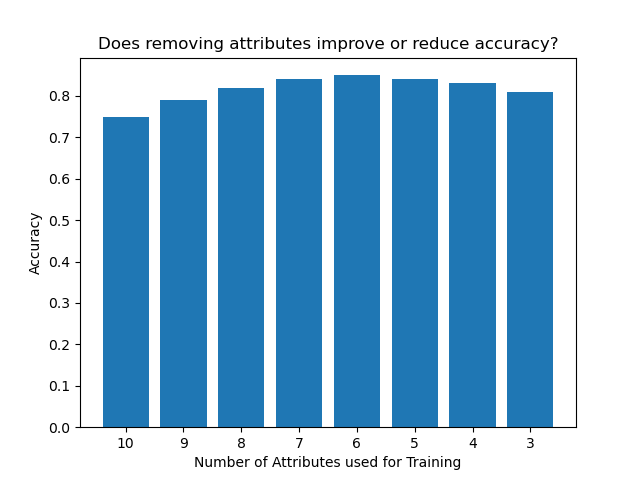 Does removing attributes improve or reduce accuracy?
Accuracy
0.8
0.7
0.6
0.5
0.4
0.3
0.2
0.1
0.0
10 9 8 7 6 5 4 3
Number of Attributes used for Training